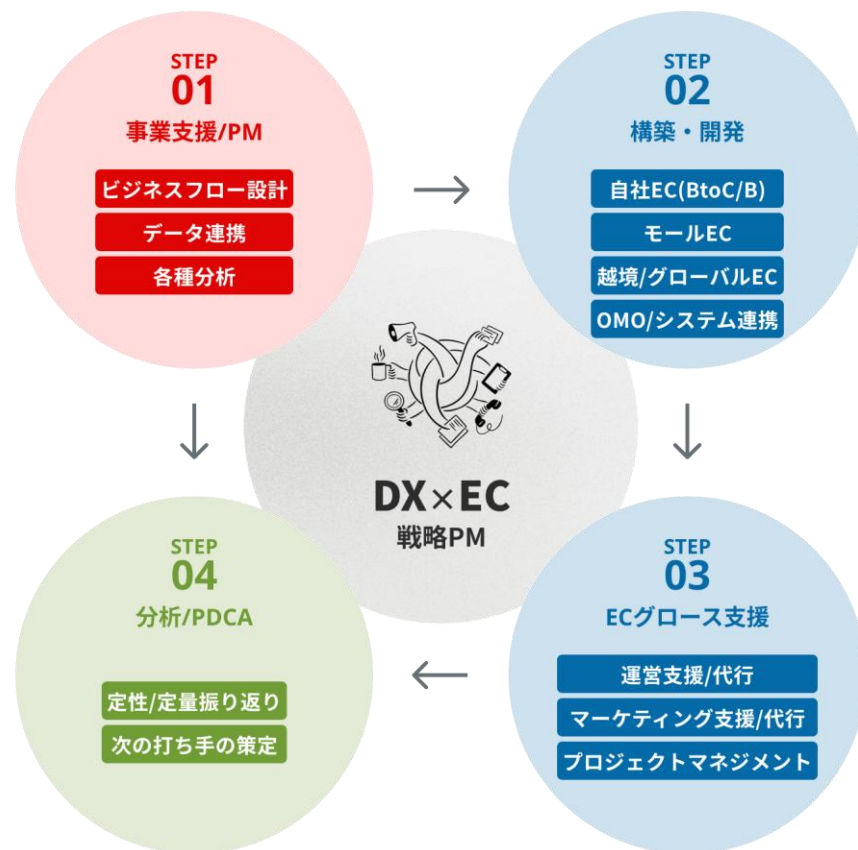 STEP
01
事業支援/PM
ビジネスフロー設計
データ連携
各種分析
STEP
02
構築・開発
自社EC(BtoC/B)
モールEC
越境/グローバルEC
OMO/システム連携
DX×EC
戦略PM
STEP
03
ECグロース支援
運営支援/代行
マーケティング支援/代行
プロジェクトマネジメント
STEP
04
分析/PDCA
定性/定量振り返り
次の打ち手の策定